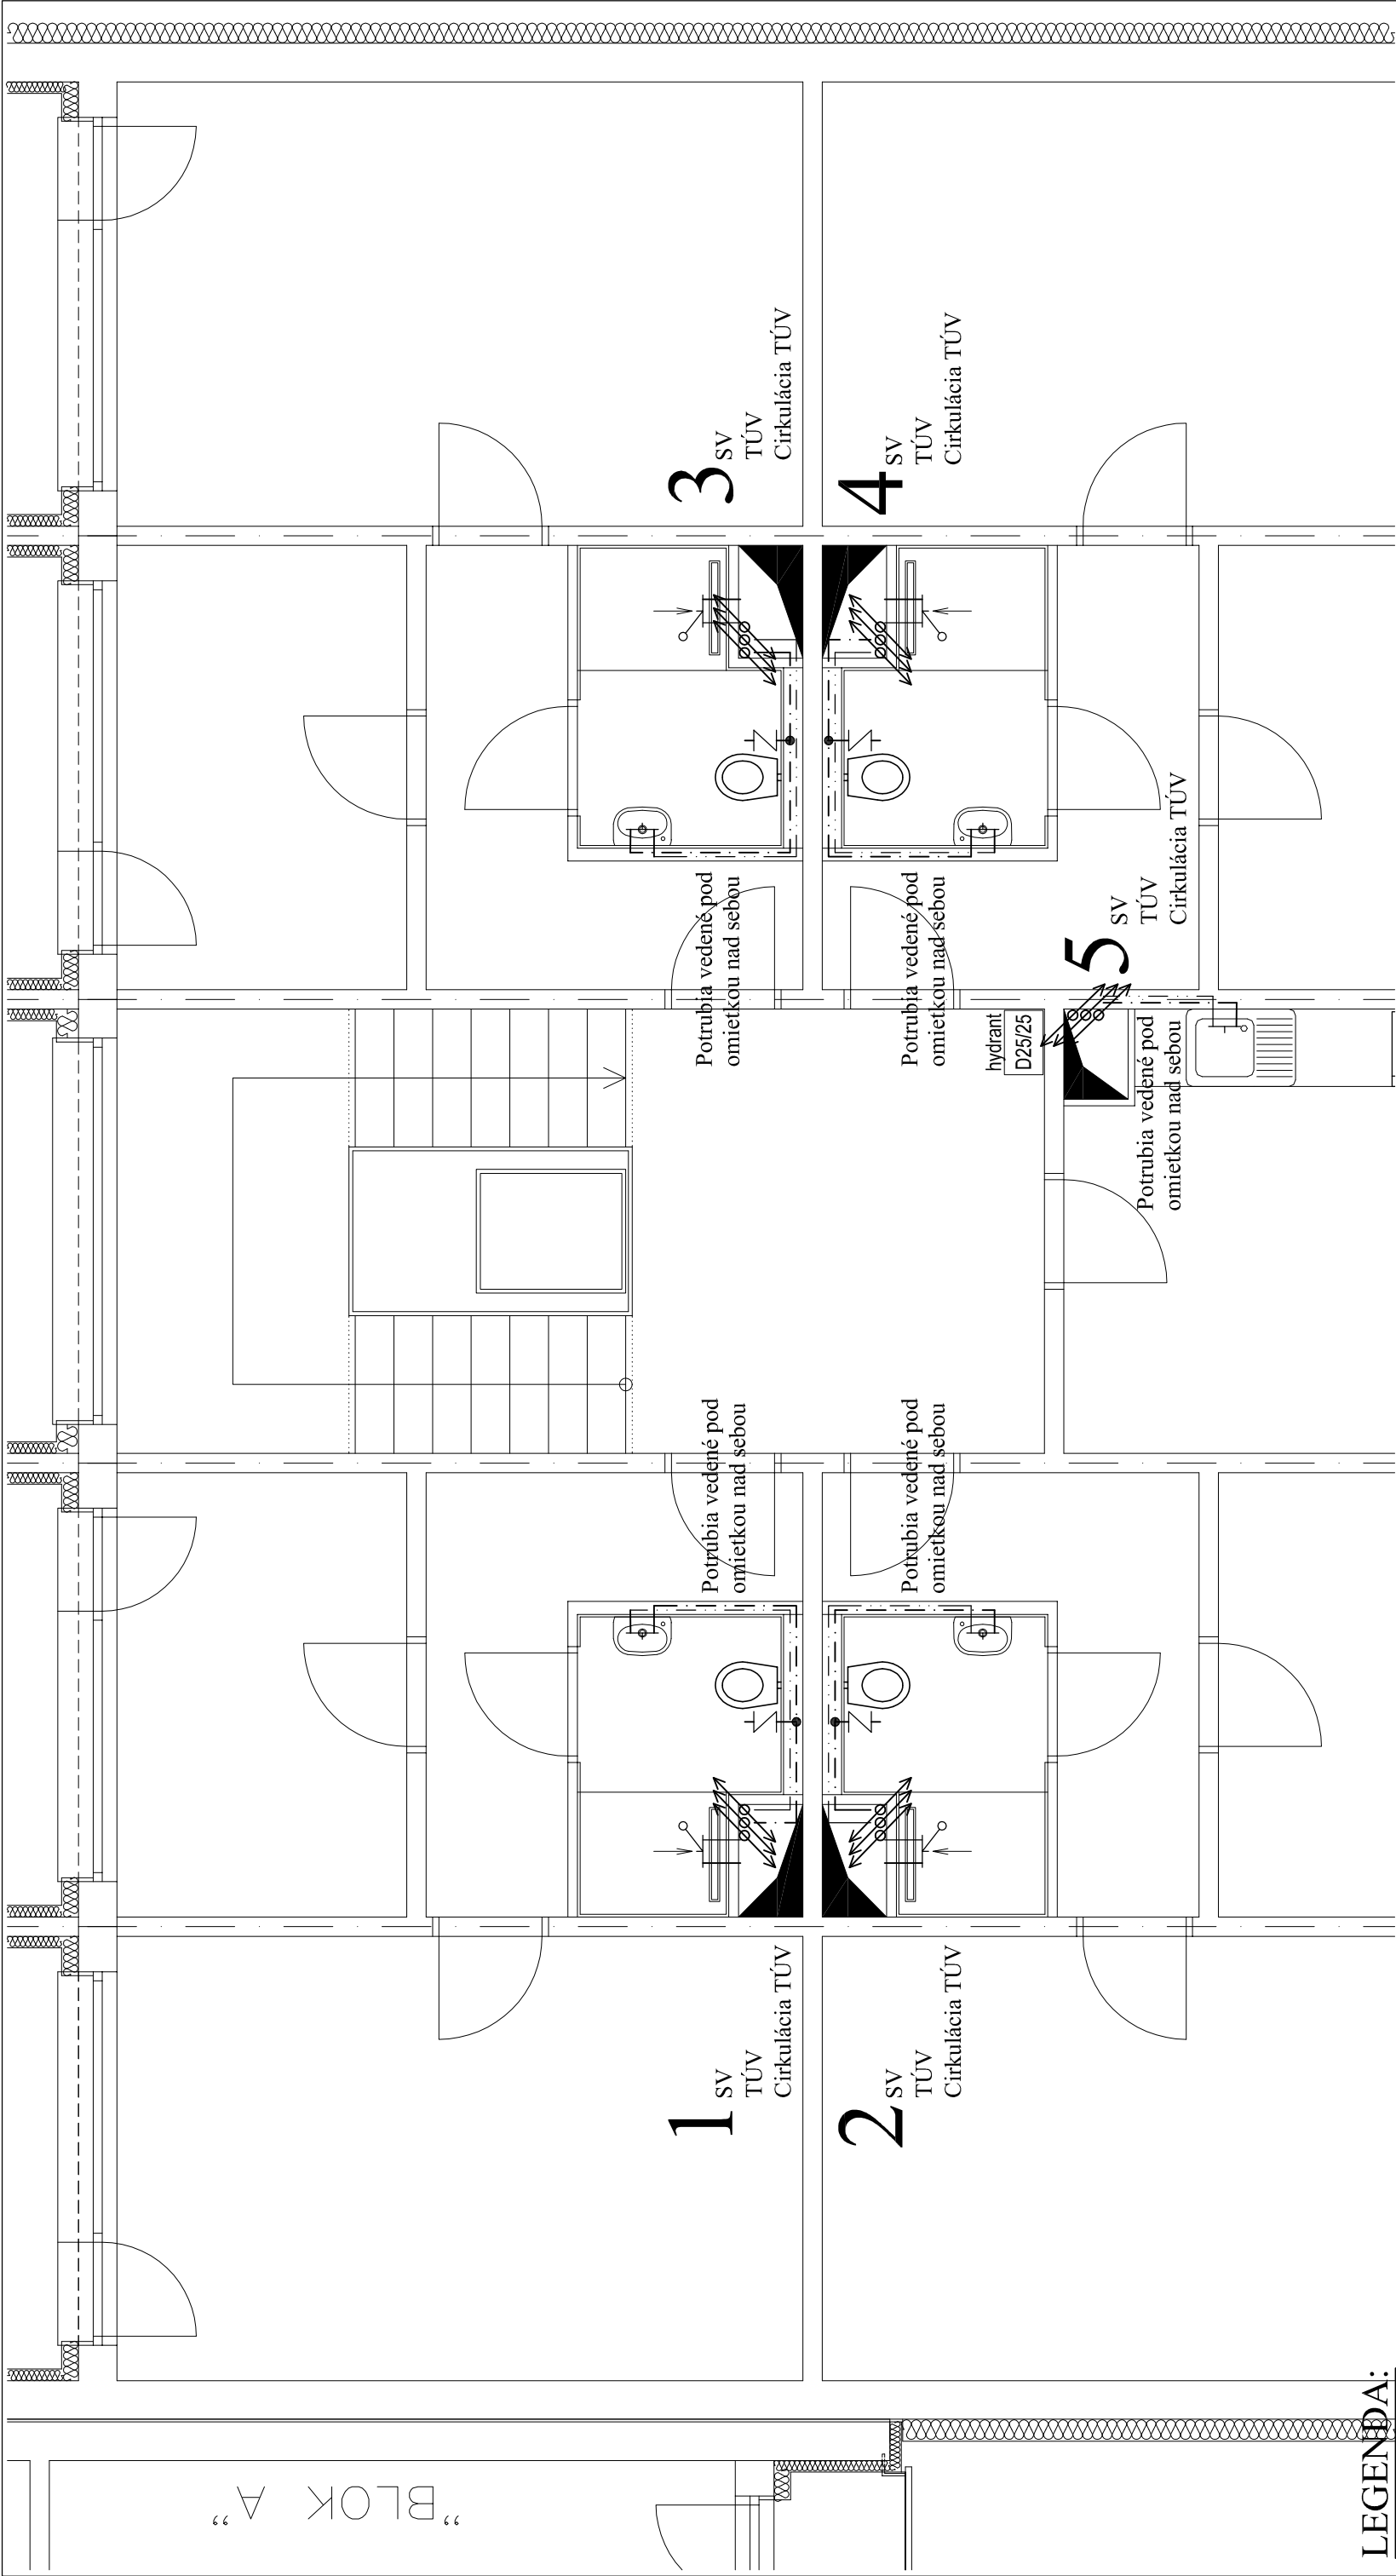 1
SV
TÚV
Cirkulácia TÚV
Potrubia vedené pod
omietkou nad sebou
Potrubia vedené pod
omietkou nad sebou
3
SV
TÚV
Cirkulácia TÚV
2
SV
TÚV
Cirkulácia TÚV
Potrubia vedené pod
omietkou nad sebou
Potrubia vedené pod
omietkou nad sebou
4
SV
TÚV
Cirkulácia TÚV
hydrant
D25/25
5
SV
TÚV
Cirkulácia TÚV
Potrubia vedené pod
omietkou nad sebou
"BLOK A"
LEGENDA: